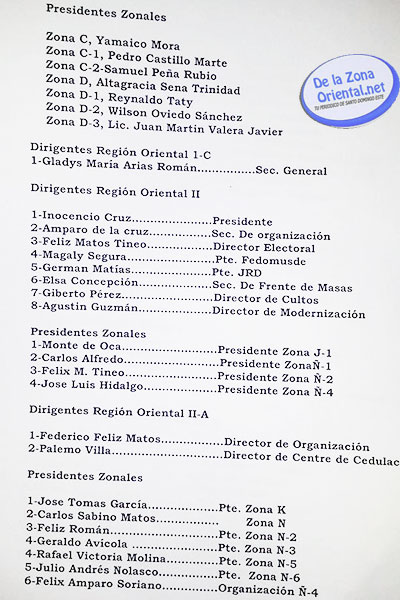 Presidentes Zonales
Zona C, Yamaico Mora
Zona C-1, Pedro Castillo Marte
Zona C-2-Samuel Peña Rubio
Zona D, Altagracia Sena Trinidad
Zona D-1, Reynaldo Taty
Zona D-2, Wilson Oviedo Sánchez
Zona D-3, Lic. Juan Martin Valera Javier
De la Zona
Oriental.net
TU PERIODICO DE SANTO DOMINGO ESTE
Dirigentes Región Oriental 1-C
1-Gladys Maria Arias Román................Sec. General
Dirigentes Región Oriental II
1-Inocencio Cruz......................Presidente
2-Amparo de la cruz................Sec. De organización
3-Feliz Matos Tineo..................Director Electoral
4-Magaly Segura......................Pte. Fedomusde
5-German Matías....................Pte. JRD
6-Elsa Concepción..................Sec. De Frente de Masas
7-Giberto Pérez........................Director de Cultos
8-Agustin Guzmán...................Director de Modernización
Presidentes Zonales
1-Monte de Oca.........................Presidente Zona J-1
2-Carlos Alfredo.........................Presidente ZonaÑ-1
3-Felix M. Tineo........................Presidente Zona Ñ-2
4-Jose Luis Hidalgo...................Presidente Zona Ñ-4
Dirigentes Región Oriental II-A
1-Federico Feliz Matos................Director de Organización
2-Palemo Villa.............................Director de Centre de Cedulac
Presidentes Zonales
1-Jose Tomas García..................Pte. Zona K
2-Carlos Sabino Matos................ Zona N
3-Feliz Román............................Pte. Zona N-2
4-Geraldo Avícola ......................Pte. Zona N-3
4-Rafael Victoria Molina.............Pte. Zona N-5
5-Julio Andrés Nolasco...............Pte. Zona N-6
6-Felix Amparo Soriano..............Organización Ñ-4